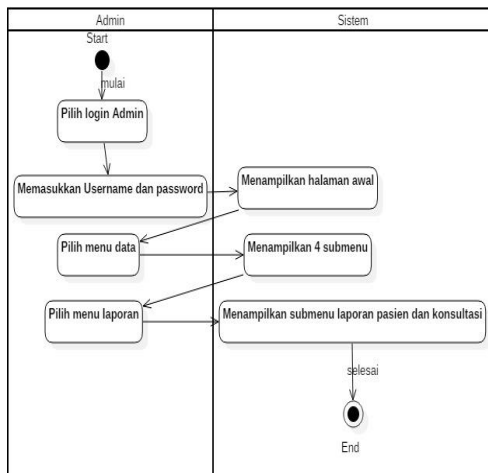 Admin
Sistem
Start
mulai
Pilih login Admin
Memasukkan Username dan password
Menampilkan halaman awal
Pilih menu data
Menampilkan 4 submenu
Pilih menu laporan
Menampilkan submenu laporan pasien dan konsultasi
selesai
End